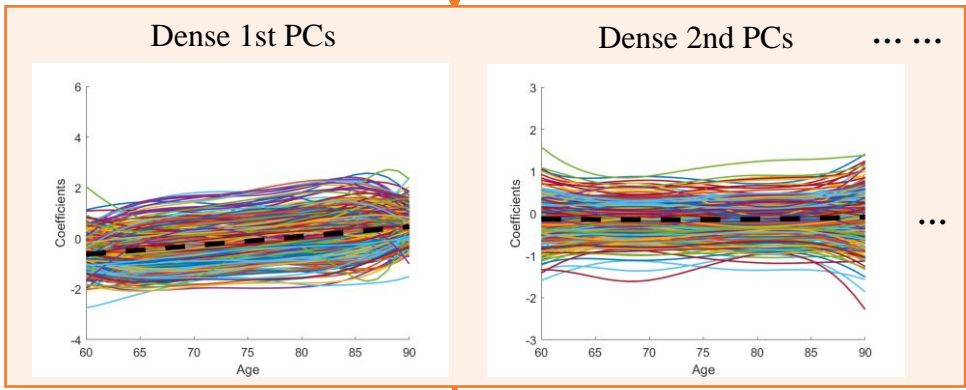 Dense 1st PCs
Dense 2nd PCs
... ...
6
4
2
0
-2
-4
Coefficients
60 65 70 75 80 85 90
Age
3
2
1
0
-1
-2
-3
Coefficients
60 65 70 75 80 85 90
Age
...